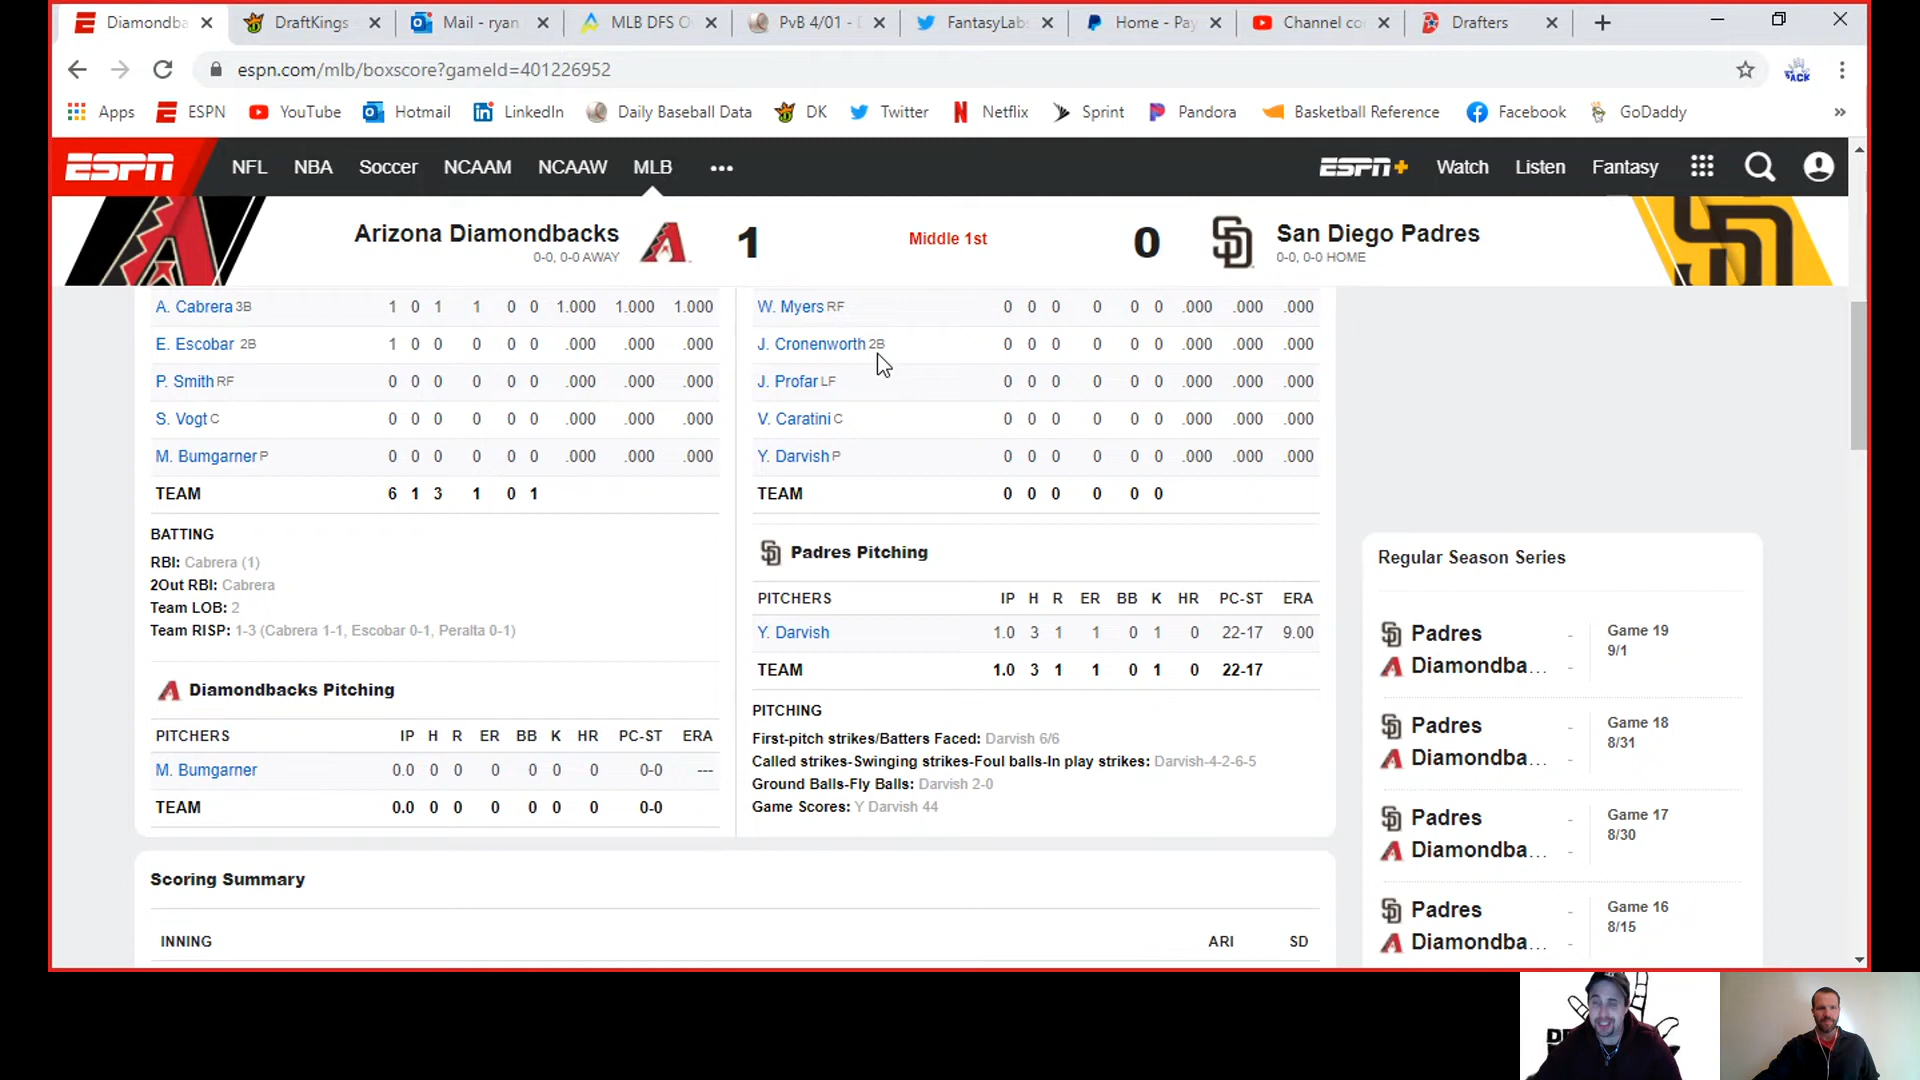 Diamondba
DraftKings
Mail - ryan
MLB DFS O
PvB 4/01 -
FantasyLab
Home - Pay
Channel co
Drafters
espn.com/mlb/boxscore?gameId=401226952
Apps
ESPN
YouTube
Hotmail
LinkedIn
Daily Baseball Data
DK
Twitter
Netflix
Sprint
Pandora
Basketball Reference
Facebook
GoDaddy
»
ESPN
NFL
NBA
Soccer
NCAAM
NCAAW
MLB
ESPN+
Watch
Listen
Fantasy
Arizona Diamondbacks
0-0, 0-0 AWAY
1
Middle 1st
0
San Diego Padres
0-0, 0-0 HOME
A. Cabrera 3B 1 0 1 1 0 0 1.000 1.000 1.000
E. Escobar 2B 1 0 0 0 0 0 .000 .000 .000
P. Smith RF 0 0 0 0 0 0 .000 .000 .000
S. Vogt C 0 0 0 0 0 0 .000 .000 .000
M. Bumgarner P 0 0 0 0 0 0 .000 .000 .000
TEAM 6 1 3 1 0 1
BATTING
RBI: Cabrera (1)
2Out RBI: Cabrera
Team LOB: 2
Team RISP: 1-3 (Cabrera 1-1, Escobar 0-1, Peralta 0-1)
Diamondbacks Pitching
PITCHERS IP H R ER BB K HR PC-ST ERA
M. Bumgarner 0.0 0 0 0 0 0 0 0-0 ---
TEAM 0.0 0 0 0 0 0 0 0-0
W. Myers RF 0 0 0 0 0 0 .000 .000 .000
J. Cronenworth 2B 0 0 0 0 0 0 .000 .000 .000
J. Profar LF 0 0 0 0 0 0 .000 .000 .000
V. Caratini C 0 0 0 0 0 0 .000 .000 .000
Y. Darvish P 0 0 0 0 0 0 .000 .000 .000
TEAM 0 0 0 0 0 0
Padres Pitching
PITCHERS IP H R ER BB K HR PC-ST ERA
Y. Darvish 1.0 3 1 1 0 1 0 22-17 9.00
TEAM 1.0 3 1 1 0 1 0 22-17
PITCHING
First-pitch strikes/Batters Faced: Darvish 6/6
Called strikes-Swinging strikes-Foul balls-In play strikes: Darvish-4-2-6-5
Ground Balls-Fly Balls: Darvish 2-0
Game Scores: Y Darvish 44
Scoring Summary
INNING ARI SD
Regular Season Series
Padres - Game 19
Diamondba... - 9/1
Padres - Game 18
Diamondba... - 8/31
Padres - Game 17
Diamondba... - 8/30
Padres - Game 16
Diamondba... - 8/15